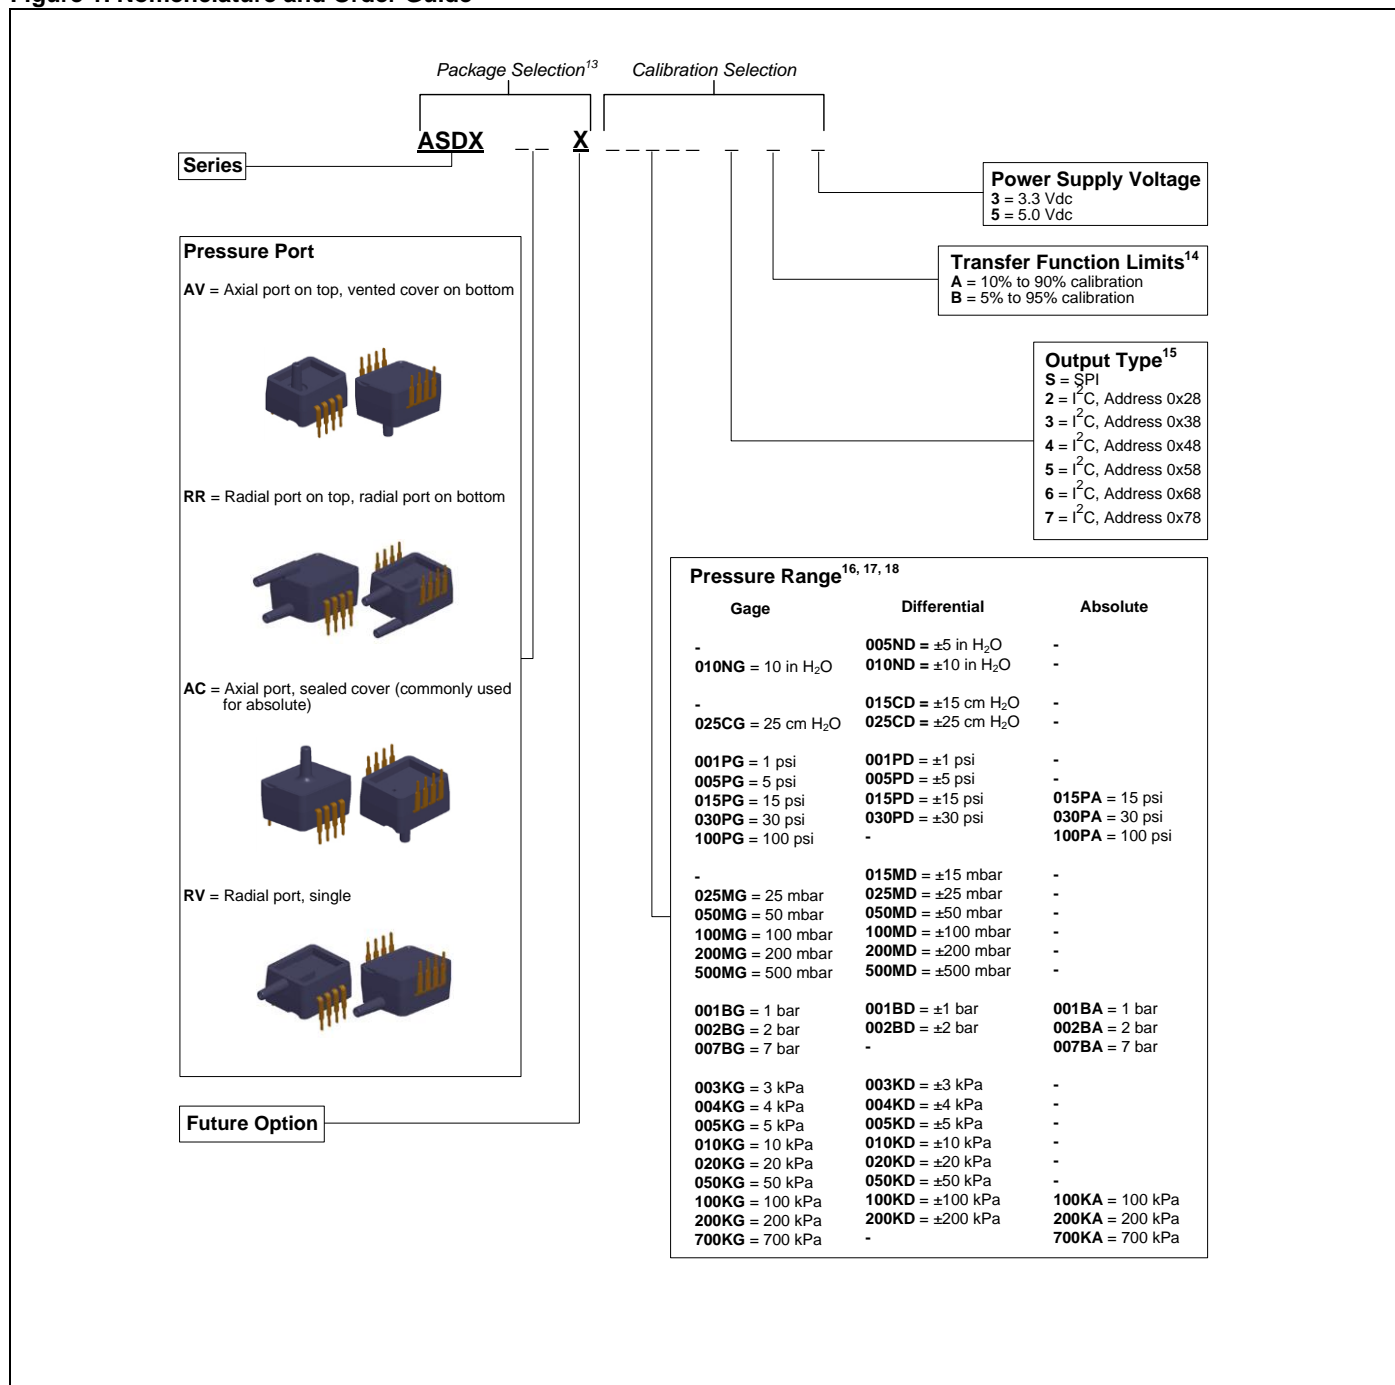 Figure 1. Nomenclature and Order Guide
Package Selection13 Calibration Selection
ASDX _ _ X _ _ _ _ _ _ _ _
Series
Power Supply Voltage
3 = 3.3 Vdc
5 = 5.0 Vdc
Transfer Function Limits14
A = 10% to 90% calibration
B = 5% to 95% calibration
Output Type15
S = SPI
2 = I2C, Address 0x28
3 = I2C, Address 0x38
4 = I2C, Address 0x48
5 = I2C, Address 0x58
6 = I2C, Address 0x68
7 = I2C, Address 0x78
Pressure Port
AV = Axial port on top, vented cover on bottom
RR = Radial port on top, radial port on bottom
AC = Axial port, sealed cover (commonly used
for absolute)
RV = Radial port, single
Future Option
Pressure Range16, 17, 18
Gage Differential Absolute
- 005ND = ±5 in H2O -
010NG = 10 in H2O 010ND = ±10 in H2O -
- 015CD = ±15 cm H2O -
025CG = 25 cm H2O 025CD = ±25 cm H2O -
001PG = 1 psi 001PD = ±1 psi -
005PG = 5 psi 005PD = ±5 psi -
015PG = 15 psi 015PD = ±15 psi 015PA = 15 psi
030PG = 30 psi 030PD = ±30 psi 030PA = 30 psi
100PG = 100 psi - 100PA = 100 psi
- 015MD = ±15 mbar -
025MG = 25 mbar 025MD = ±25 mbar -
050MG = 50 mbar 050MD = ±50 mbar -
100MG = 100 mbar 100MD = ±100 mbar -
200MG = 200 mbar 200MD = ±200 mbar -
500MG = 500 mbar 500MD = ±500 mbar -
001BG = 1 bar 001BD = ±1 bar 001BA = 1 bar
002BG = 2 bar 002BD = ±2 bar 002BA = 2 bar
007BG = 7 bar - 007BA = 7 bar
003KG = 3 kPa 003KD = ±3 kPa -
004KG = 4 kPa 004KD = ±4 kPa -
005KG = 5 kPa 005KD = ±5 kPa -
010KG = 10 kPa 010KD = ±10 kPa -
020KG = 20 kPa 020KD = ±20 kPa -
050KG = 50 kPa 050KD = ±50 kPa -
100KG = 100 kPa 100KD = ±100 kPa 100KA = 100 kPa
200KG = 200 kPa 200KD = ±200 kPa 200KA = 200 kPa
700KG = 700 kPa - 700KA = 700 kPa